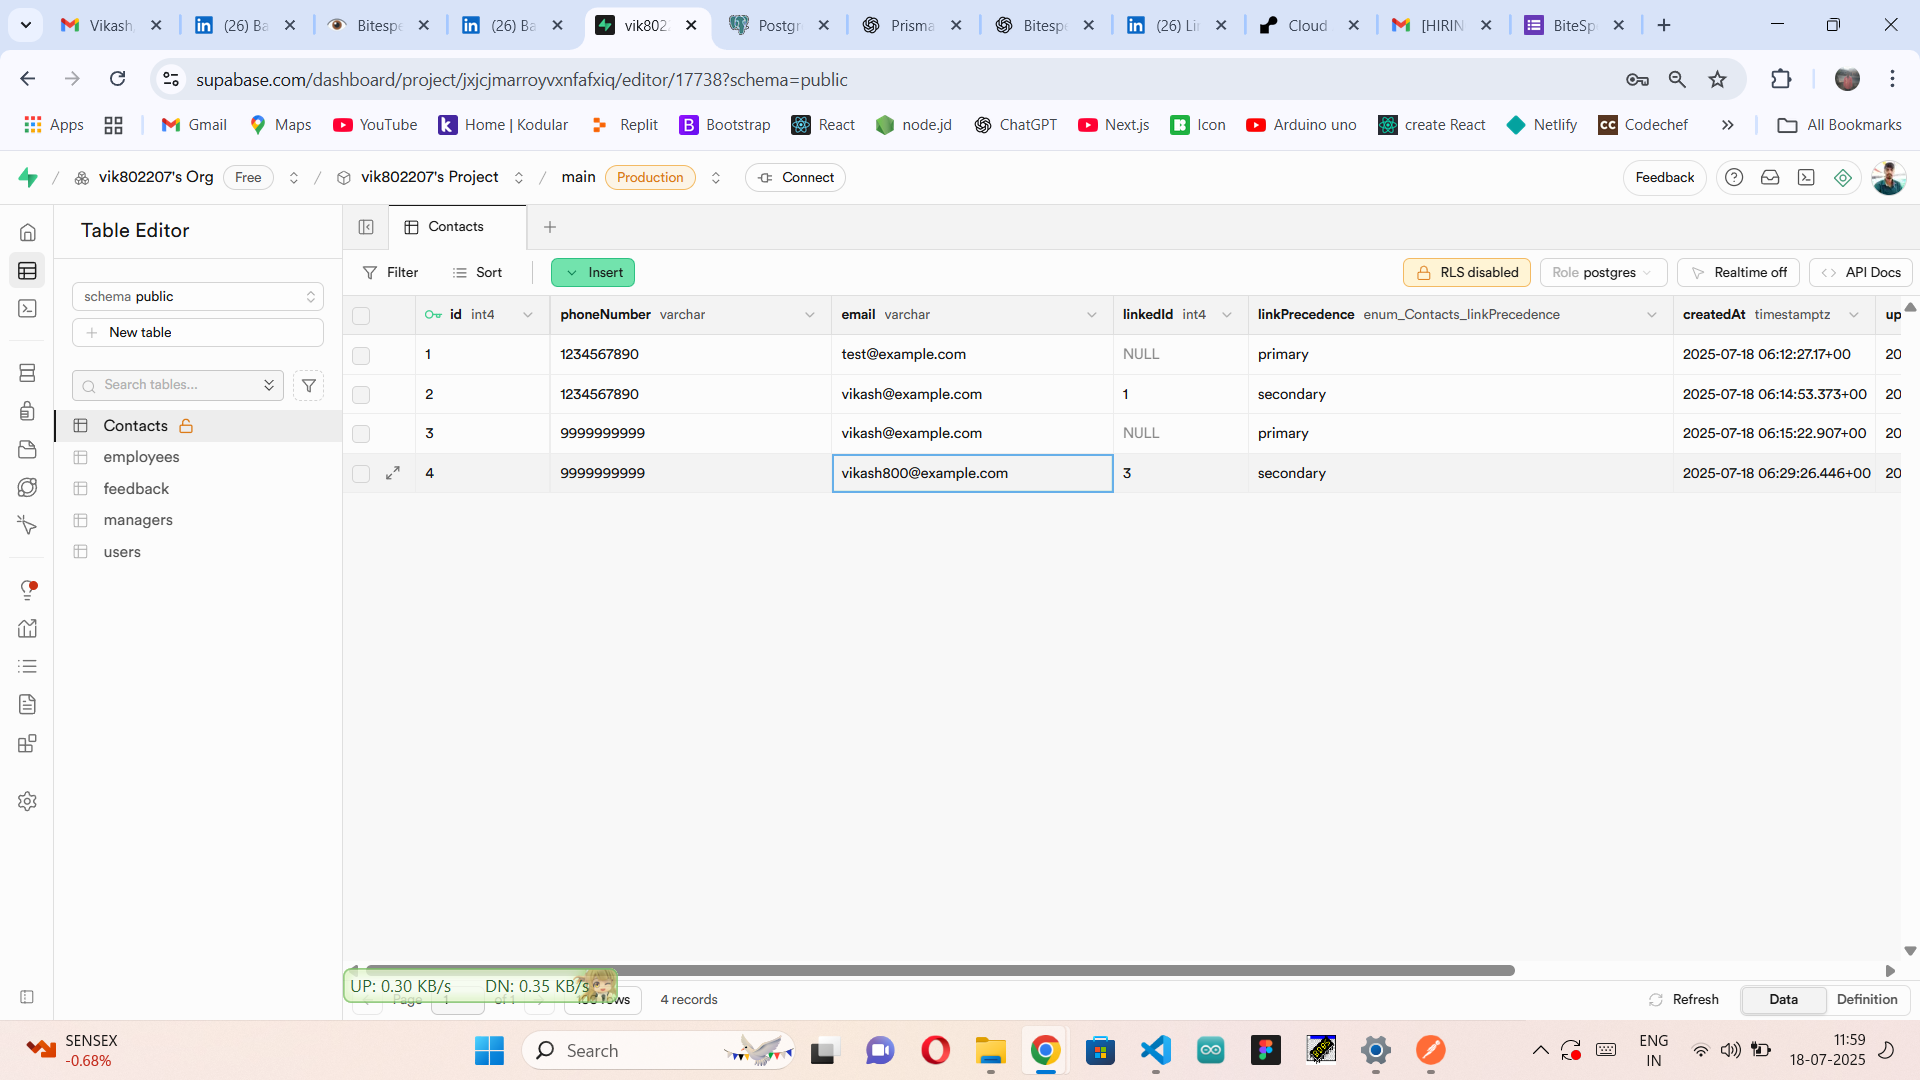 Vikash,
(26) Ba
Bitespe
(26) Ba
vik802
Postgr
Prisma
Bitespe
(26) Lin
Cloud
[HIRIN
BiteSpe
supabase.com/dashboard/project/jxjcjmarroyvxnfafxiq/editor/17738?schema=public
Apps
Gmail
Maps
YouTube
Home | Kodular
Replit
Bootstrap
React
node.jd
ChatGPT
Next.js
Icon
Arduino uno
create React
Netlify
Codechef
All Bookmarks
vik802207's Org Free / vik802207's Project / main Production Connect
Feedback
Table Editor
Contacts
schema public
New table
Search tables...
Contacts
employees
feedback
managers
users
Filter Sort Insert
RLS disabled Role postgres Realtime off API Docs
id int4 phoneNumber varchar email varchar linkedId int4 linkPrecedence enum_Contacts_linkPrecedence createdAt timestamptz up
1 1234567890 test@example.com NULL primary 2025-07-18 06:12:27.17+00 20
2 1234567890 vikash@example.com 1 secondary 2025-07-18 06:14:53.373+00 20
3 9999999999 vikash@example.com NULL primary 2025-07-18 06:15:22.907+00 20
4 9999999999 vikash800@example.com 3 secondary 2025-07-18 06:29:26.446+00 20
UP: 0.30 KB/s DN: 0.35 KB/s
Page 1 of 1 rows 4 records
Refresh Data Definition
SENSEX
-0.68%
Search
ENG
IN
11:59
18-07-2025